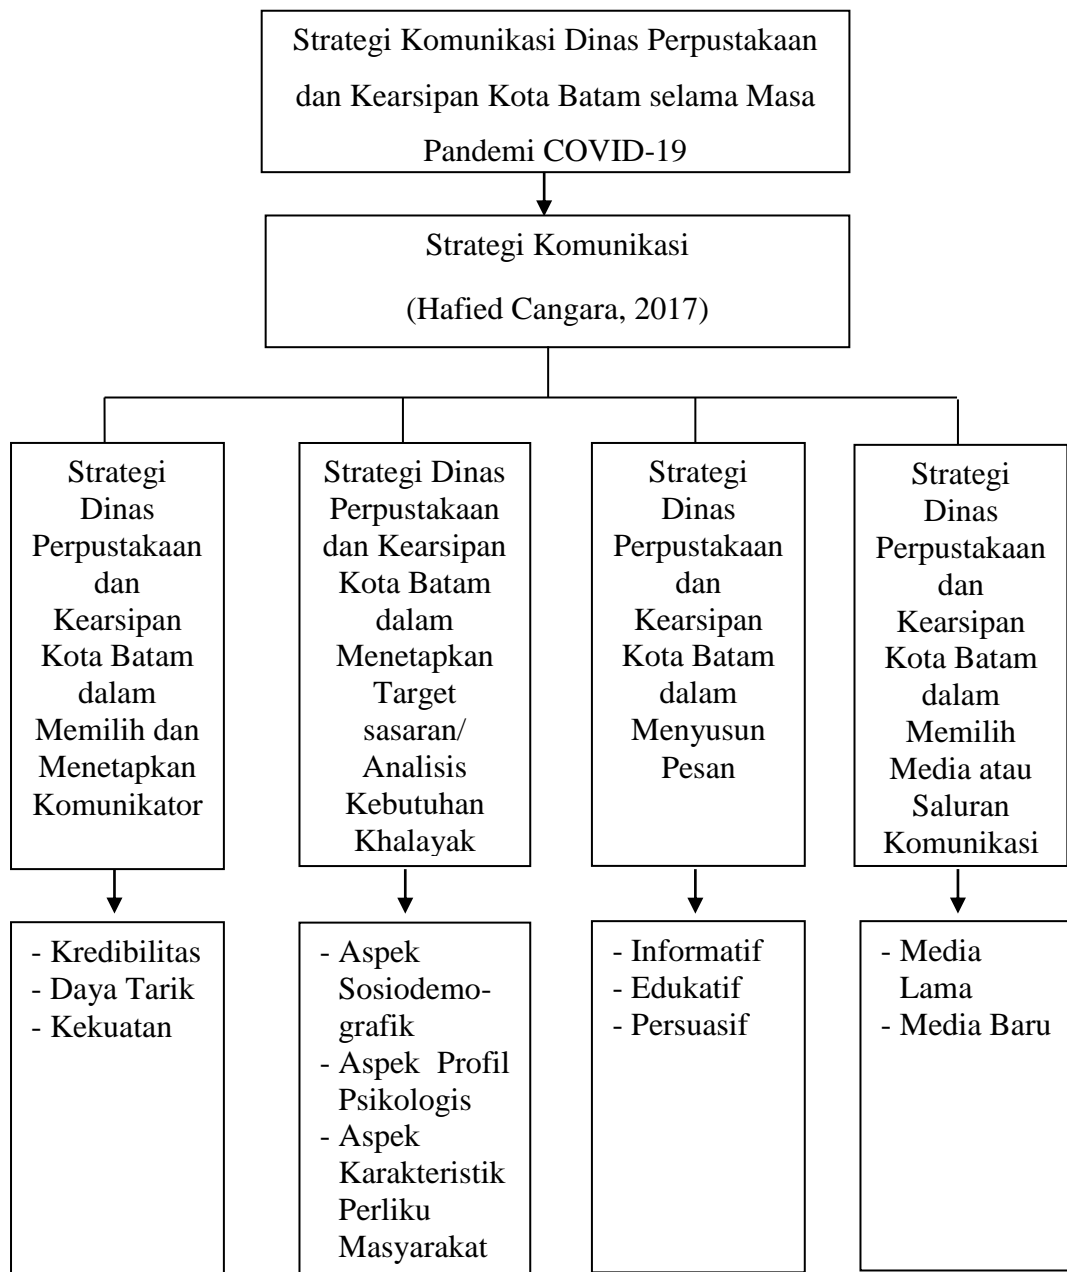 Strategi Komunikasi Dinas Perpustakaan
dan Kearsipan Kota Batam selama Masa
Pandemi COVID-19
Strategi Komunikasi
(Hafied Cangara, 2017)
Strategi
Dinas
Perpustakaan
dan
Kearsipan
Kota Batam
dalam
Memilih dan
Menetapkan
Komunikator
Strategi Dinas
Perpustakaan
dan Kearsipan
Kota Batam
dalam
Menetapkan
Target
sasaran/
Analisis
Kebutuhan
Khalayak
Strategi
Dinas
Perpustakaan
dan
Kearsipan
Kota Batam
dalam
Menyusun
Pesan
Strategi
Dinas
Perpustakaan
dan
Kearsipan
Kota Batam
dalam
Memilih
Media atau
Saluran
Komunikasi
- Kredibilitas
- Daya Tarik
- Kekuatan
- Aspek
Sosiodemo-
grafik
- Aspek Profil
Psikologis
- Aspek
Karakteristik
Perliku
Masyarakat
- Informatif
- Edukatif
- Persuasif
- Media
Lama
- Media Baru